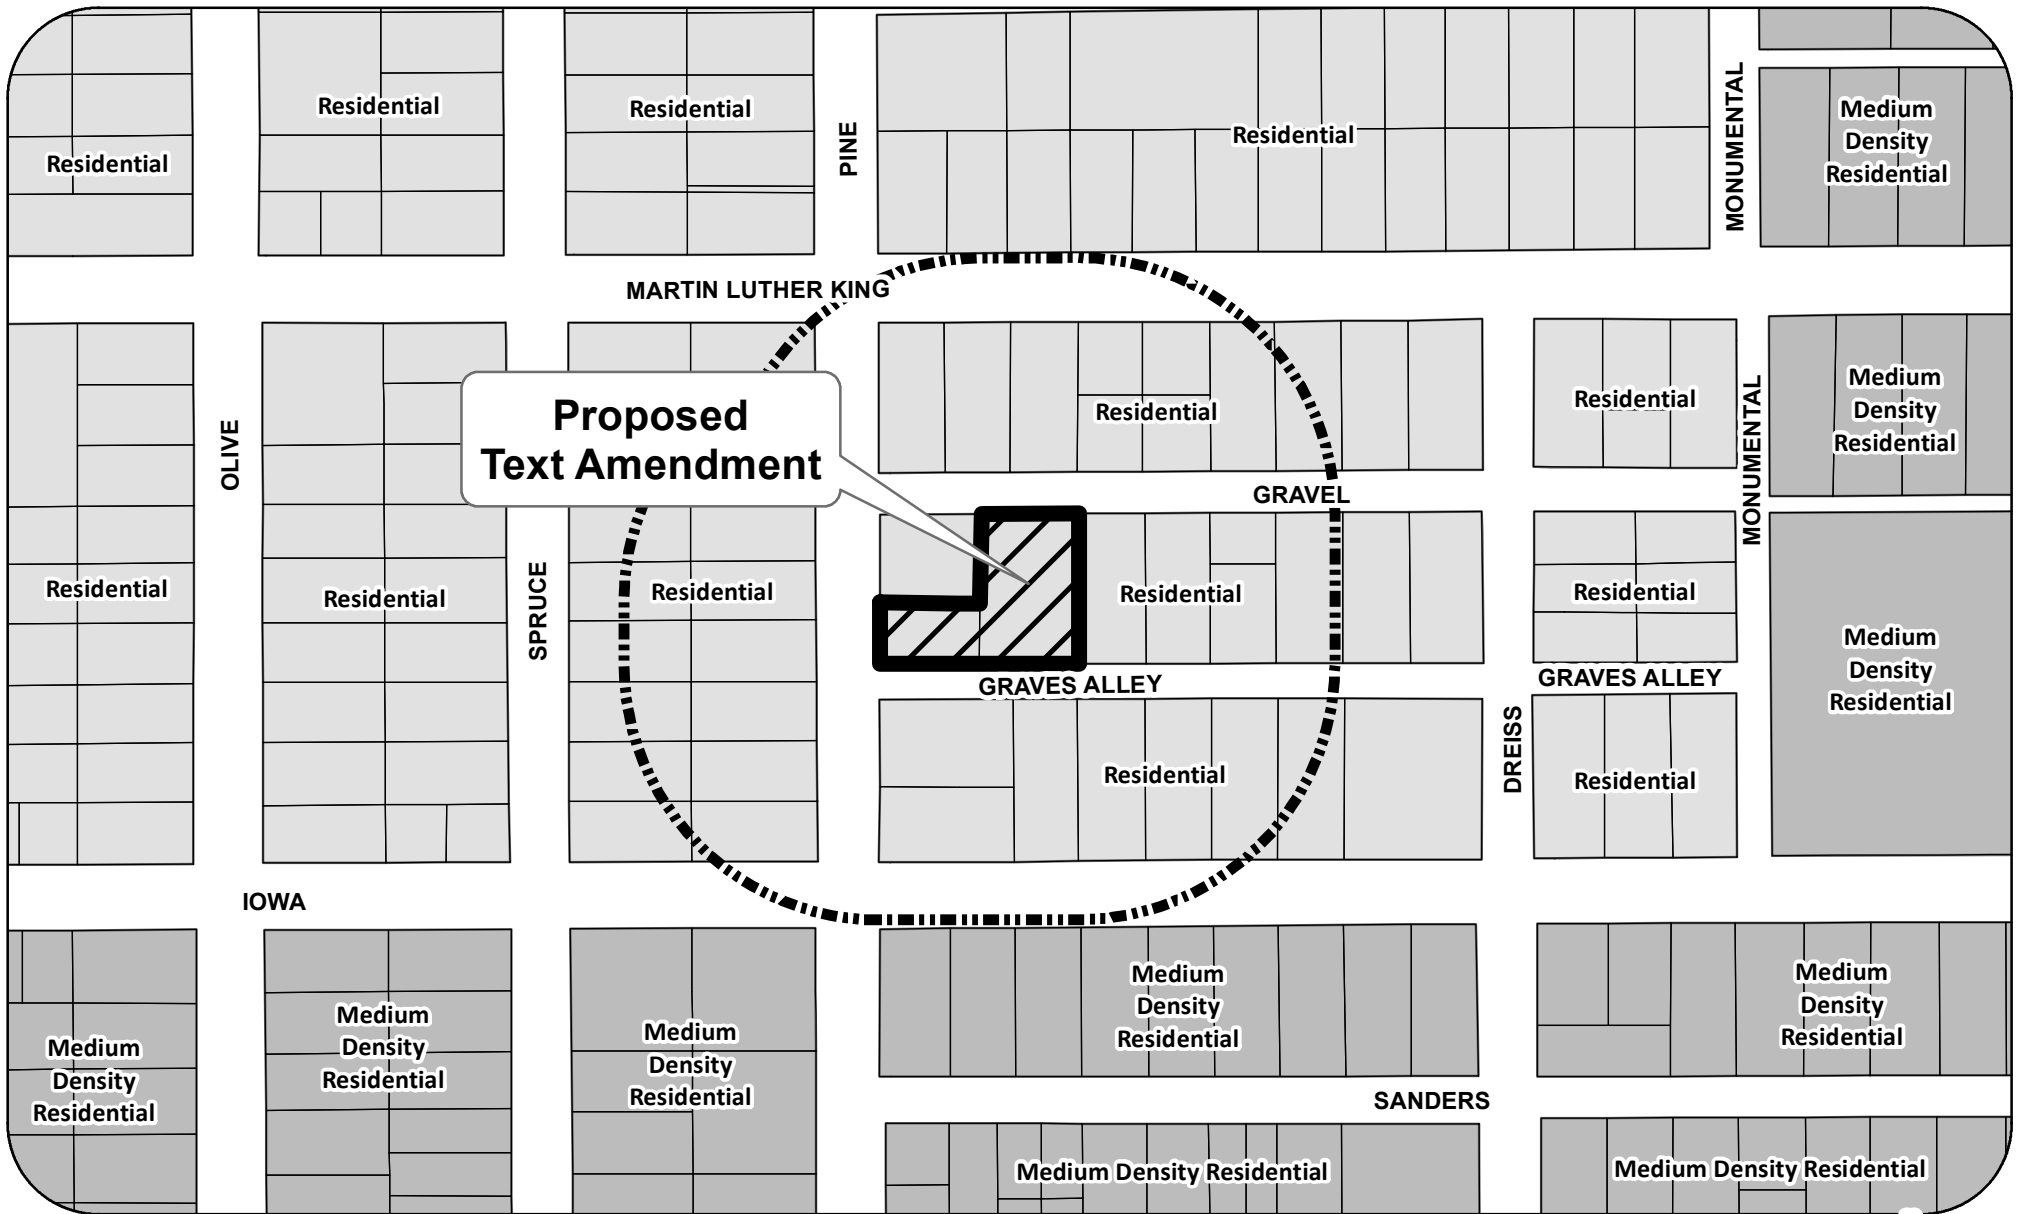 Residential
Residential
Residential
PINE
Residential
MONUMENTAL
Medium
Density
Residential
MARTIN LUTHER KING
Proposed
Text Amendment
OLIVE
Residential
Residential
MONUMENTAL
Medium
Density
Residential
GRAVEL
Residential
Residential
SPRUCE
Residential
Residential
Residential
Medium
Density
Residential
GRAVES ALLEY
GRAVES ALLEY
DREISS
Residential
Residential
IOWA
Medium
Density
Residential
Medium
Density
Residential
Medium
Density
Residential
Medium
Density
Residential
Medium
Density
Residential
SANDERS
Medium Density Residential
Medium Density Residential